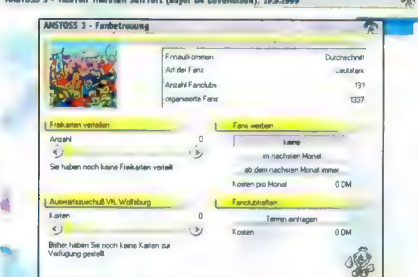 ANSTOSS 3 - Fanbetreuung
Fanaufkommen Durchschnitt
Art der Fans Lautstark
Anzahl Fanclubs 131
organisierte Fans 1337
Freikarten verteilen
Anzahl 0
Sie haben noch keine Freikarten verteilt
Fans werben
keine
im nächsten Monat
ab dem nächsten Monat immer
Kosten pro Monat 0 DM
Auswärtszuschuß VfL Wolfsburg
Karten 0
Bisher haben Sie noch keine Karten zur
Verfügung gestellt.
Fanclubtreffen
Termin eintragen
Kosten 0 DM